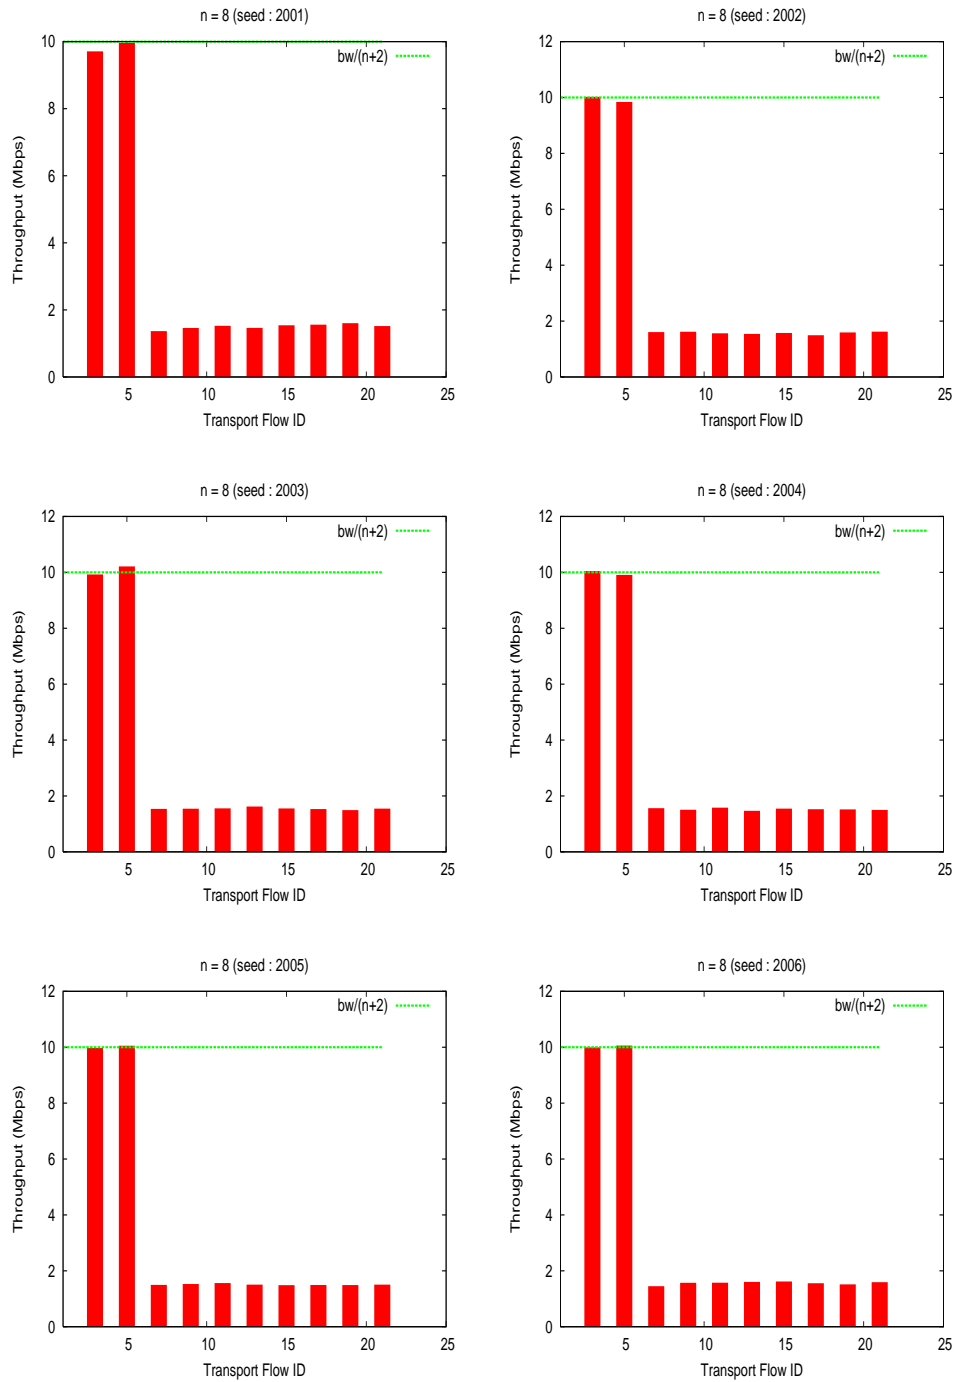 n = 8 (seed : 2001)
bw/(n+2)
Throughput (Mbps)
10
8
6
4
2
0
5 10 15 20 25
Transport Flow ID
n = 8 (seed : 2002)
bw/(n+2)
Throughput (Mbps)
12
10
8
6
4
2
0
5 10 15 20 25
Transport Flow ID
n = 8 (seed : 2003)
bw/(n+2)
Throughput (Mbps)
12
10
8
6
4
2
0
5 10 15 20 25
Transport Flow ID
n = 8 (seed : 2004)
bw/(n+2)
Throughput (Mbps)
12
10
8
6
4
2
0
5 10 15 20 25
Transport Flow ID
n = 8 (seed : 2005)
bw/(n+2)
Throughput (Mbps)
12
10
8
6
4
2
0
5 10 15 20 25
Transport Flow ID
n = 8 (seed : 2006)
bw/(n+2)
Throughput (Mbps)
12
10
8
6
4
2
0
5 10 15 20 25
Transport Flow ID